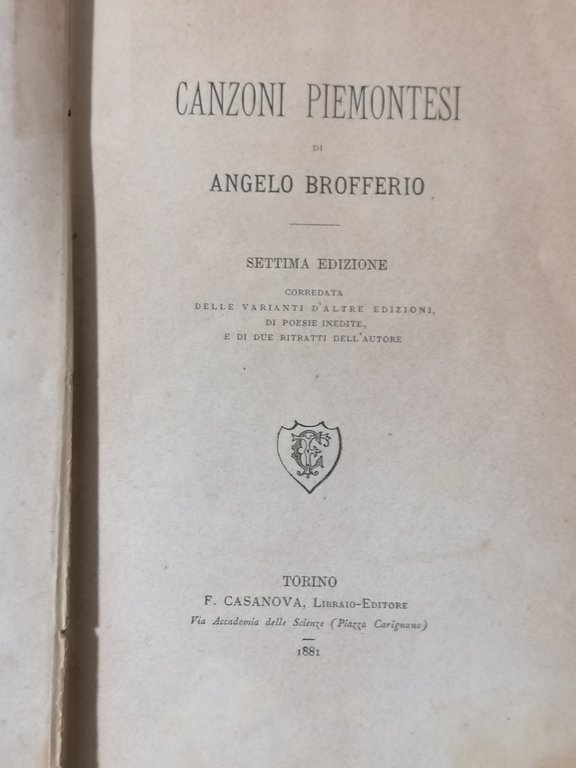 CANZONI PIEMONTESI
DI
ANGELO BROFFERIO
SETTIMA EDIZIONE
CORREDATA
DELLE VARIANTI D'ALTRE EDIZIONI,
DI POESIE INEDITE,
E DI DUE RITRATTI DELL'AUTORE
TORINO
F. CASANOVA, LIBRAIO-EDITORE
Via Accademia delle Scienze (Piazza Carignano)
1881